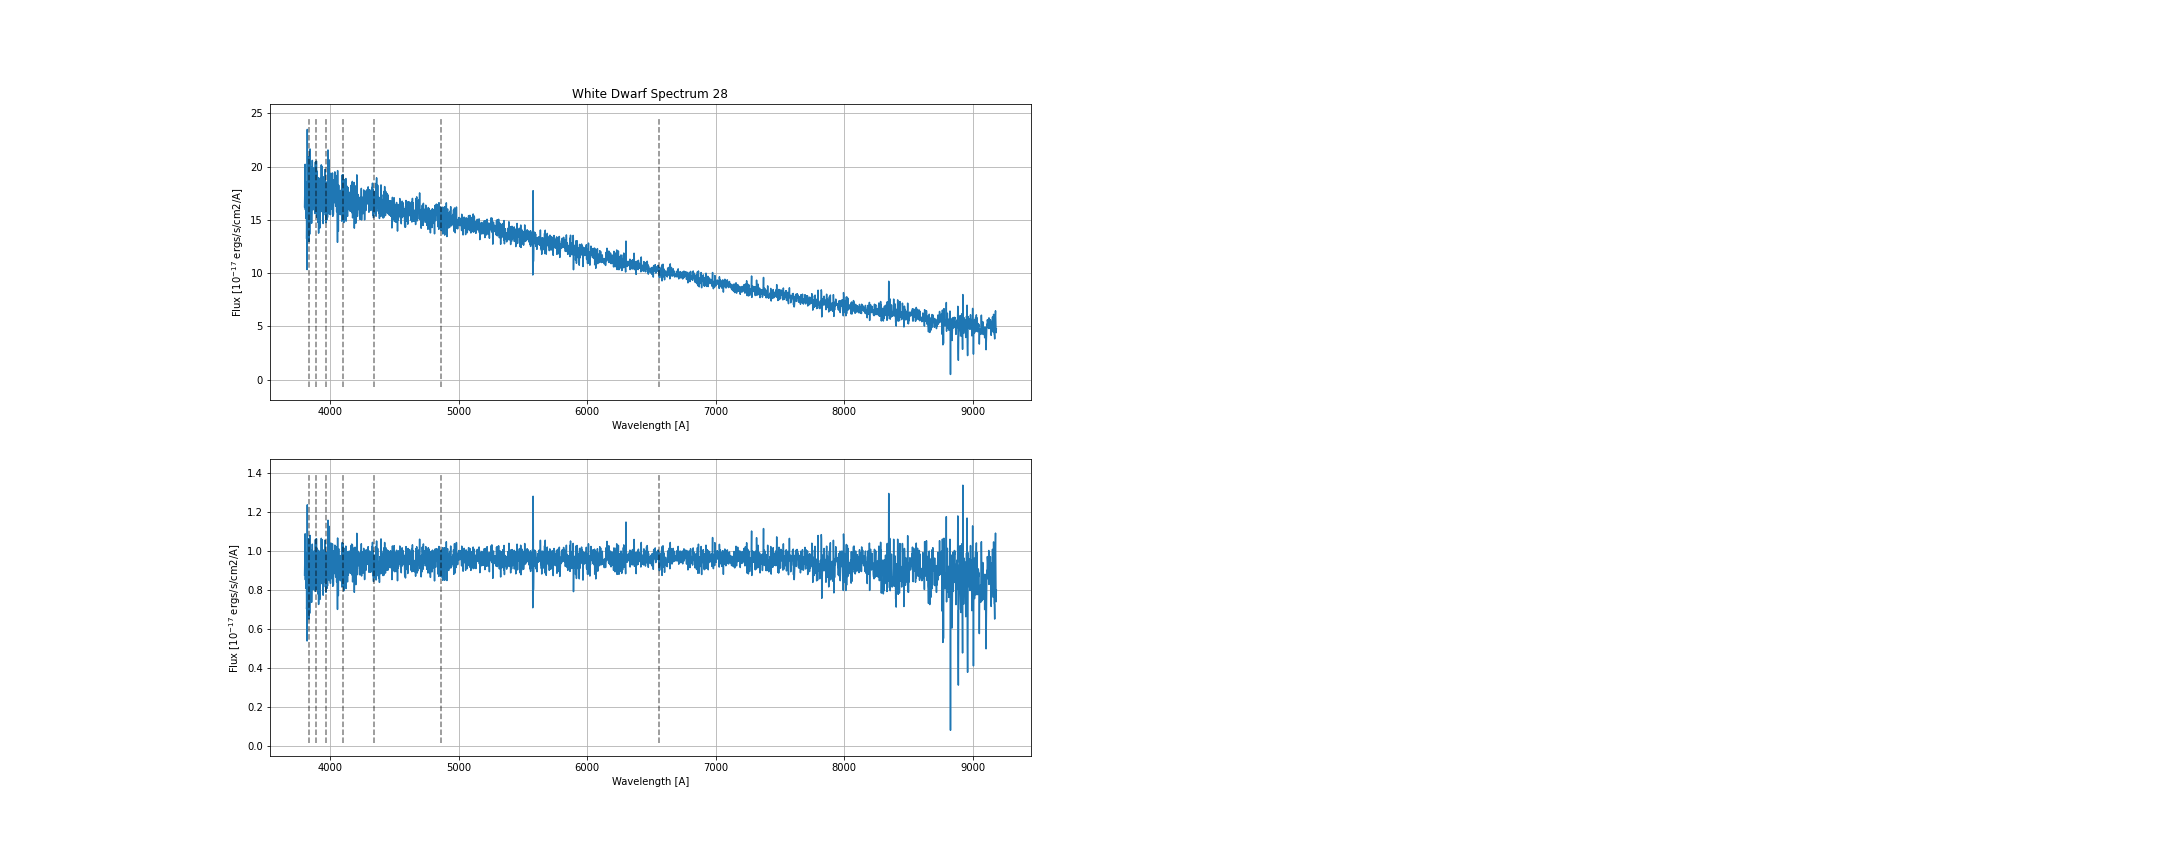 White Dwarf Spectrum 28
25
20
15
10
5
0
Flux [10⁻¹⁷ ergs/s/cm2/A]
4000 5000 6000 7000 8000 9000
Wavelength [A]
1.4
1.2
1.0
0.8
0.6
0.4
0.2
0.0
Flux [10⁻¹⁷ ergs/s/cm2/A]
4000 5000 6000 7000 8000 9000
Wavelength [A]